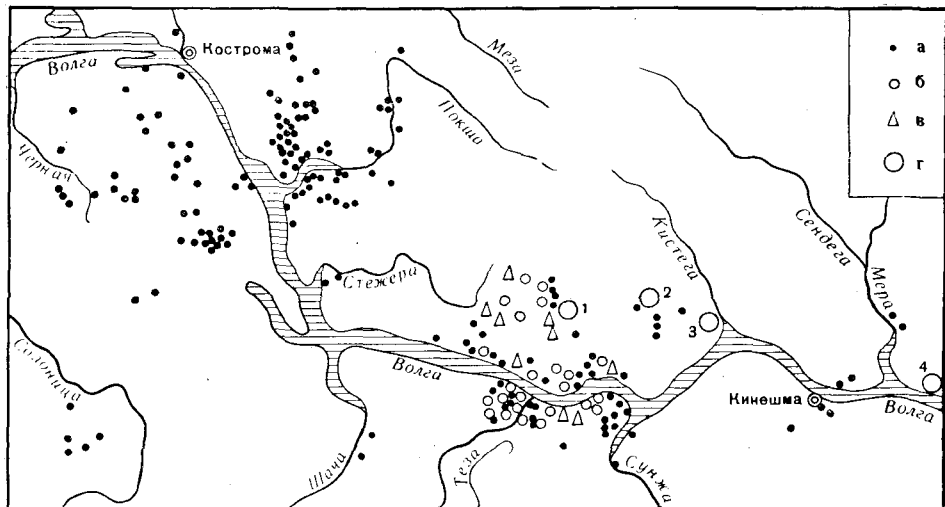 Кострома
Волга
Меза
Покша
Чернач
Кистега
Сендега
Мера
Стежера
Солоница
Волга
Шача
Теза
Сунжа
Кинешма
Волга
1
2
3
4
а
б
в
г